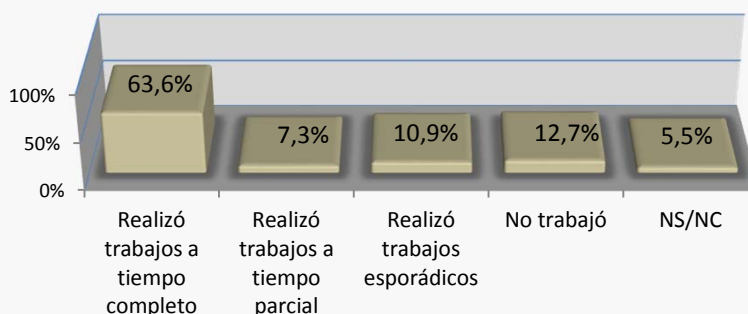 63,6%
7,3%
10,9%
12,7%
5,5%
100%
50%
0%
Realizó
trabajos a
tiempo
completo
Realizó
trabajos a
tiempo
parcial
Realizó
trabajos
esporádicos
No trabajó
NS/NC